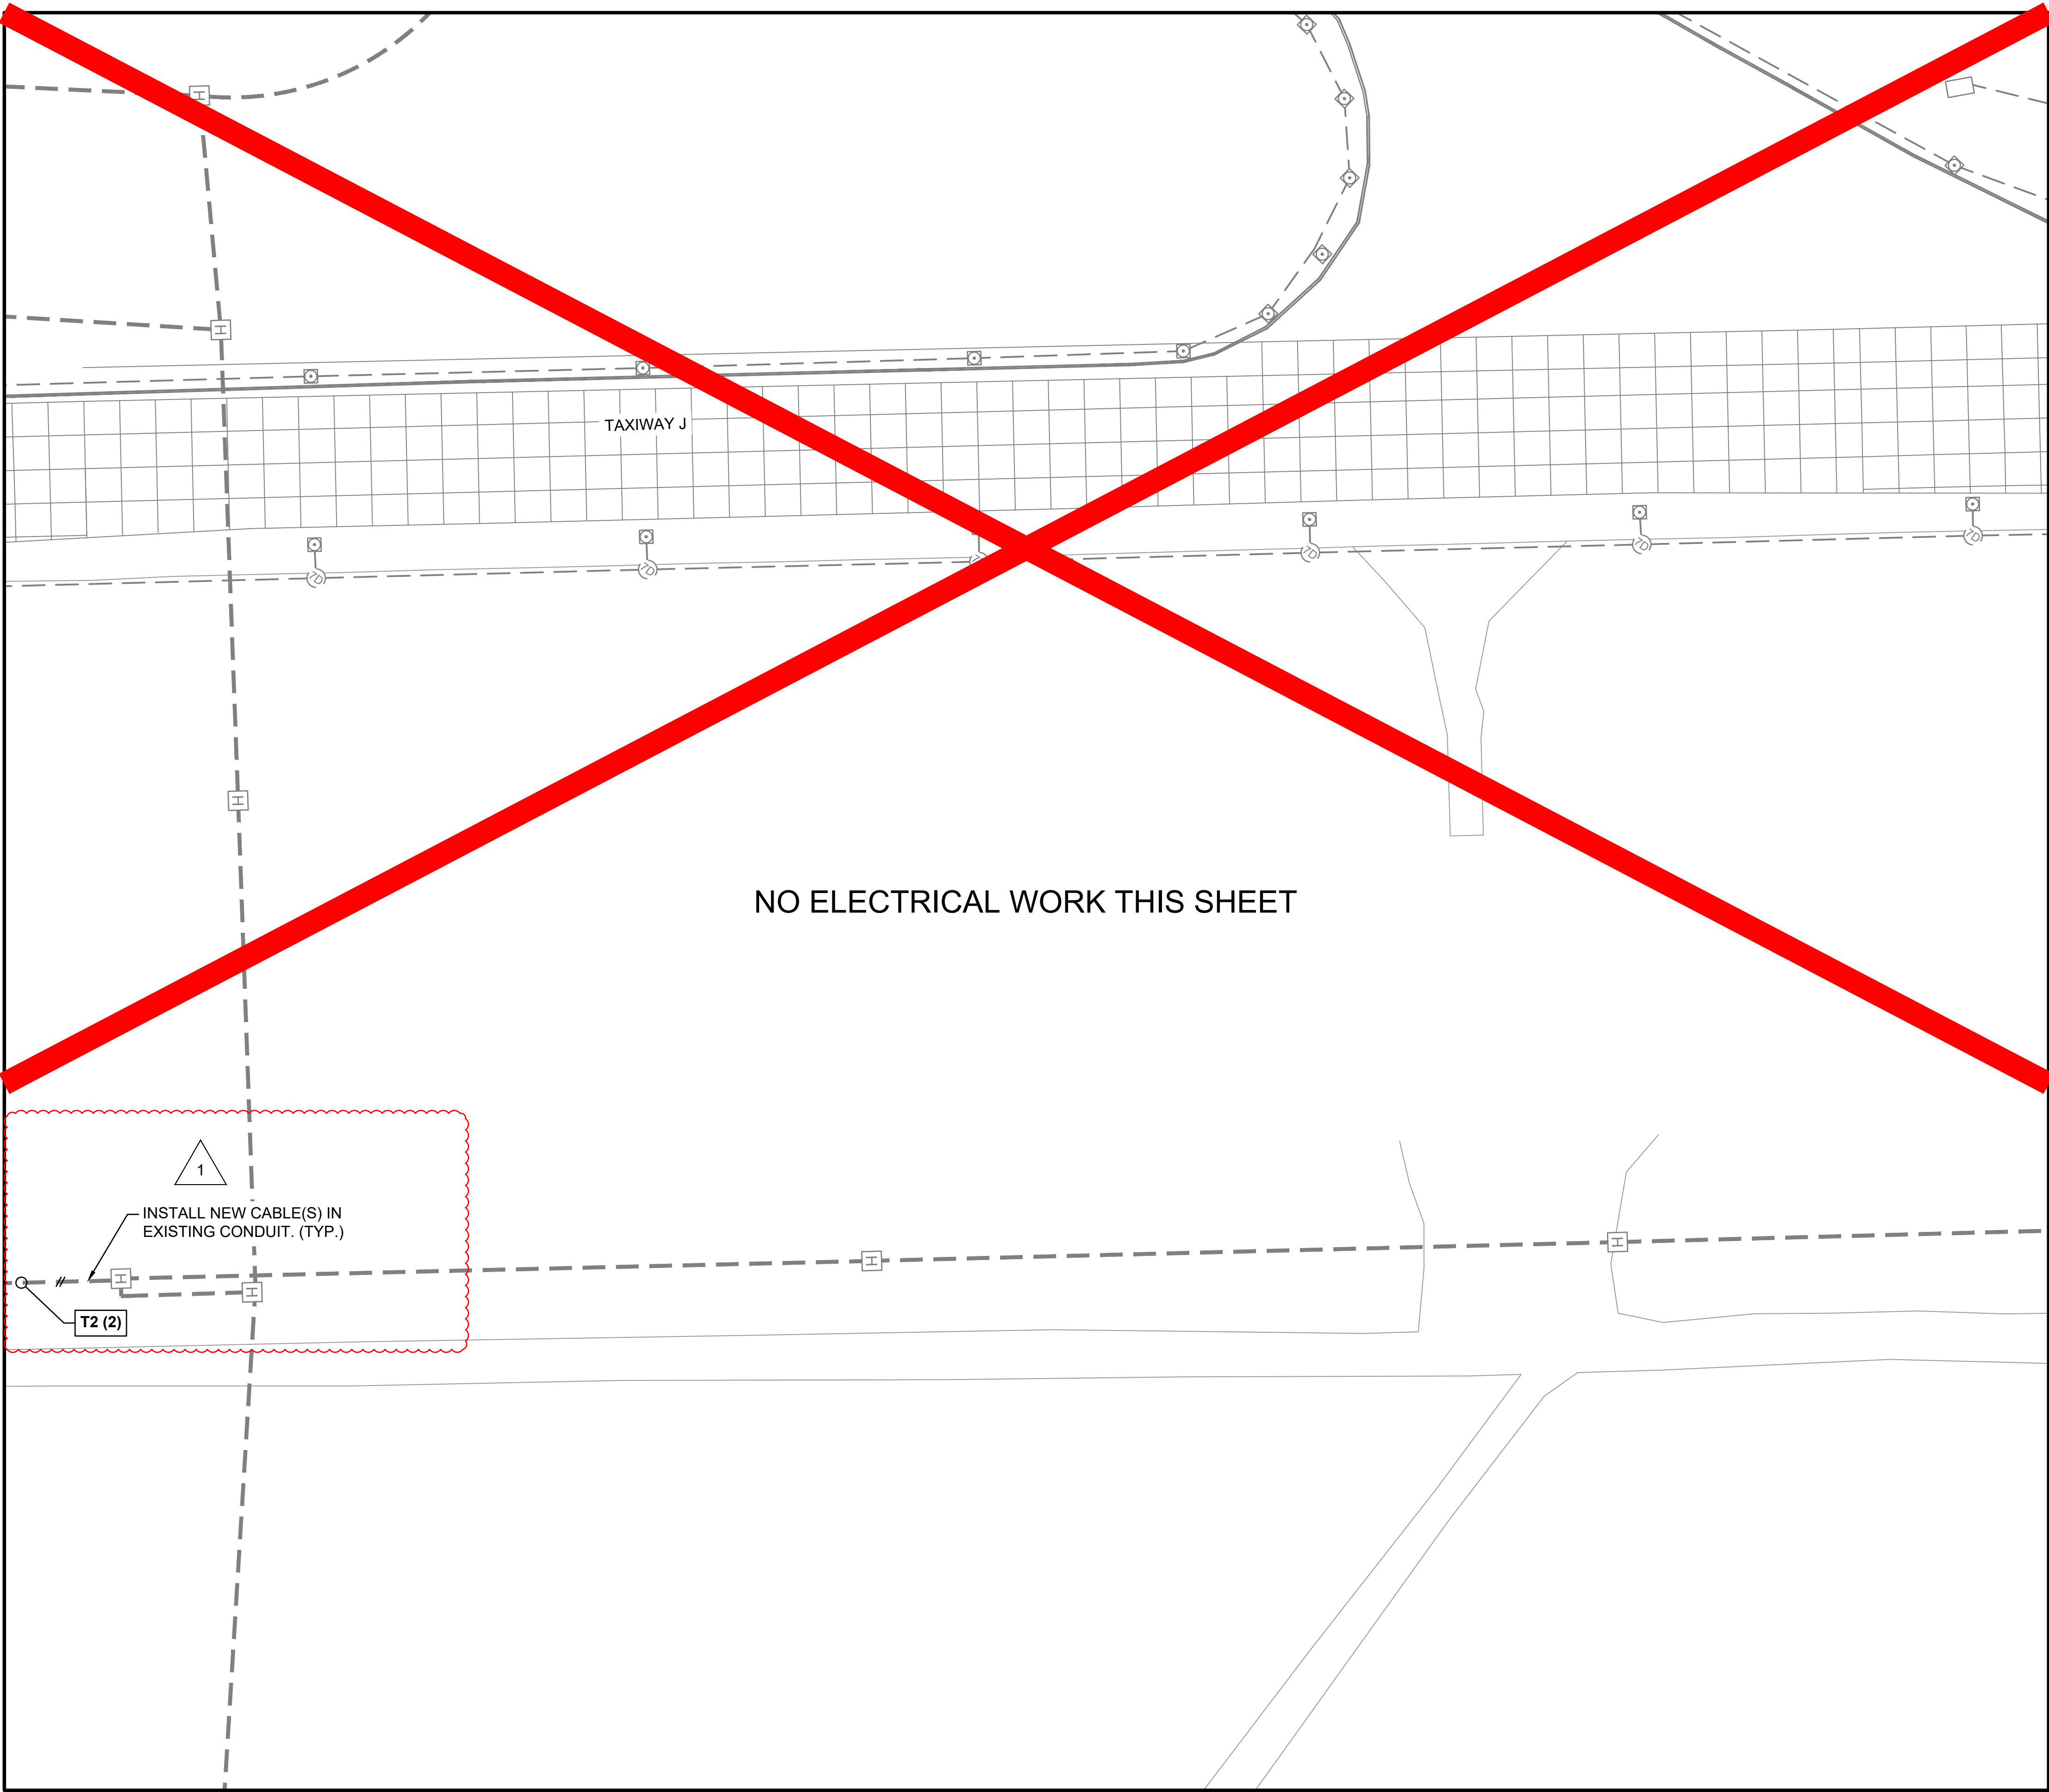 H
H
TAXIWAY J
H
NO ELECTRICAL WORK THIS SHEET
1
INSTALL NEW CABLE(S) IN
EXISTING CONDUIT. (TYP.)
H
H
H
H
T2 (2)